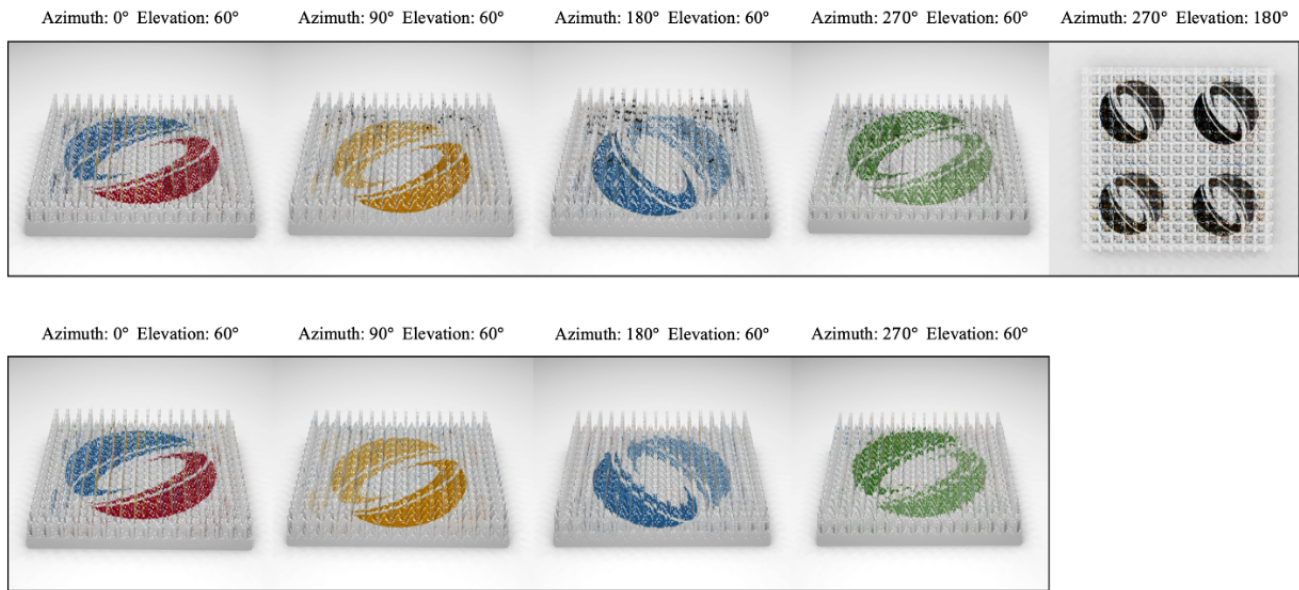 Azimuth: 0° Elevation: 60°
Azimuth: 90° Elevation: 60°
Azimuth: 180° Elevation: 60°
Azimuth: 270° Elevation: 60°
Azimuth: 270° Elevation: 180°
Azimuth: 0° Elevation: 60°
Azimuth: 90° Elevation: 60°
Azimuth: 180° Elevation: 60°
Azimuth: 270° Elevation: 60°